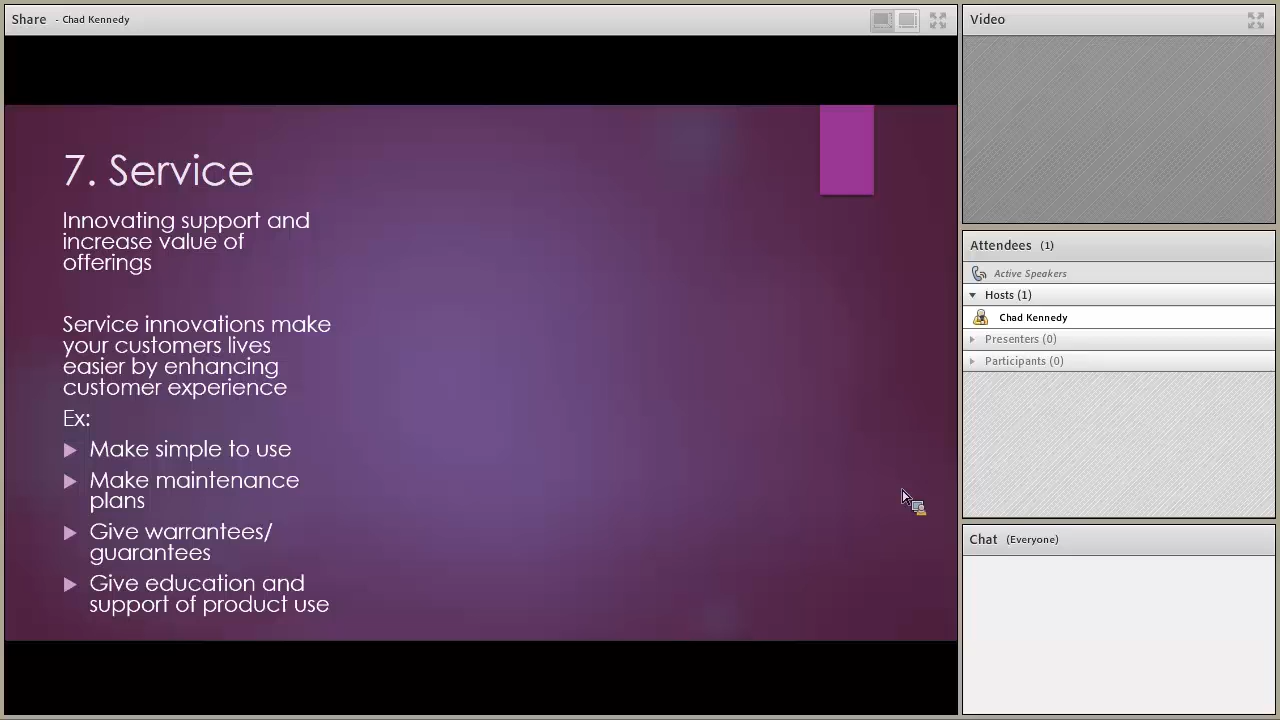 Share - Chad Kennedy
7. Service
Innovating support and
increase value of
offerings
Service innovations make
your customers lives
easier by enhancing
customer experience
Ex:
Make simple to use
Make maintenance
plans
Give warrantees/
guarantees
Give education and
support of product use
Video
Attendees (1)
Active Speakers
Hosts (1)
Chad Kennedy
Presenters (0)
Participants (0)
Chat (Everyone)